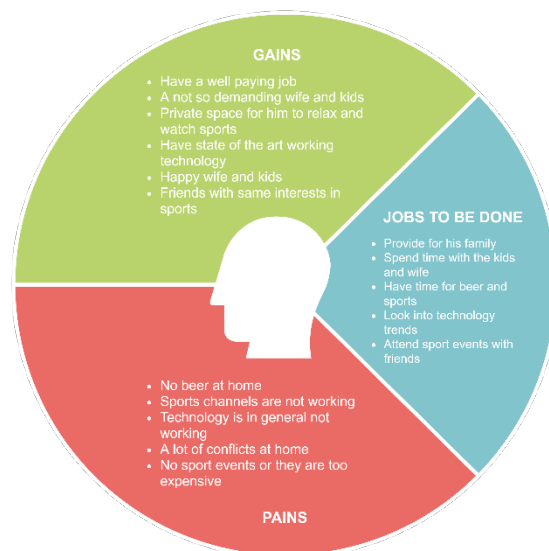 GAINS
• Have a well paying job
• A not so demanding wife and kids
• Private space for him to relax and
watch sports
• Have state of the art working
technology
• Happy wife and kids
• Friends with same interests in
sports
JOBS TO BE DONE
• Provide for his family
• Spend time with the kids
and wife
• Have time for beer and
sports
• Look into technology
trends
• Attend sport events with
friends
• No beer at home
• Sports channels are not working
• Technology is in general not
working
• A lot of conflicts at home
• No sport events or they are too
expensive
PAINS